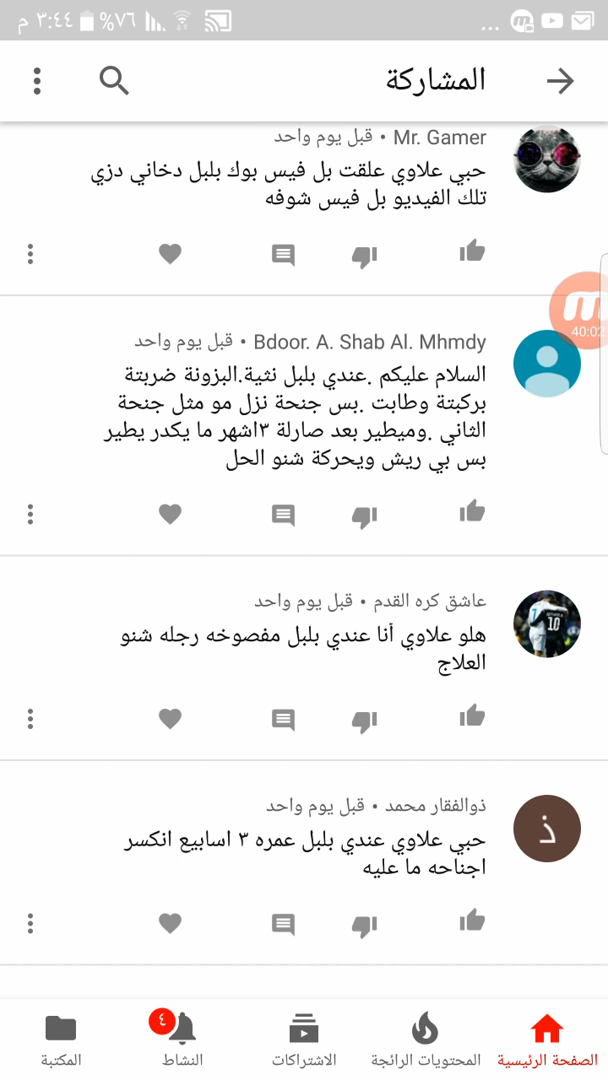 ٣:٤٤ م
%٧٦
المشاركة
40:02
Mr. Gamer • قبل يوم واحد
حبي علاوي علقت بل فيس بوك بلبل دخاني دزي
تلك الفيديو بل فيس شوفه
Bdoor. A. Shab Al. Mhmdy • قبل يوم واحد
السلام عليكم .عندي بلبل نثية.البزونة ضربتة
بركبتة وطابت .بس جنحة نزل مو مثل جنحة
الثاني .وميطير بعد صارلة ٣اشهر ما يكدر يطير
بس بي ريش ويحركة شنو الحل
عاشق كره القدم • قبل يوم واحد
هلو علاوي أنا عندي بلبل مفصوخه رجله شنو
العلاج
ذوالفقار محمد • قبل يوم واحد
ذ
حبي علاوي عندي بلبل عمره ٣ اسابيع انكسر
اجناحه ما عليه
٤
الصفحة الرئيسية
المحتويات الرائجة
الاشتراكات
النشاط
المكتبة